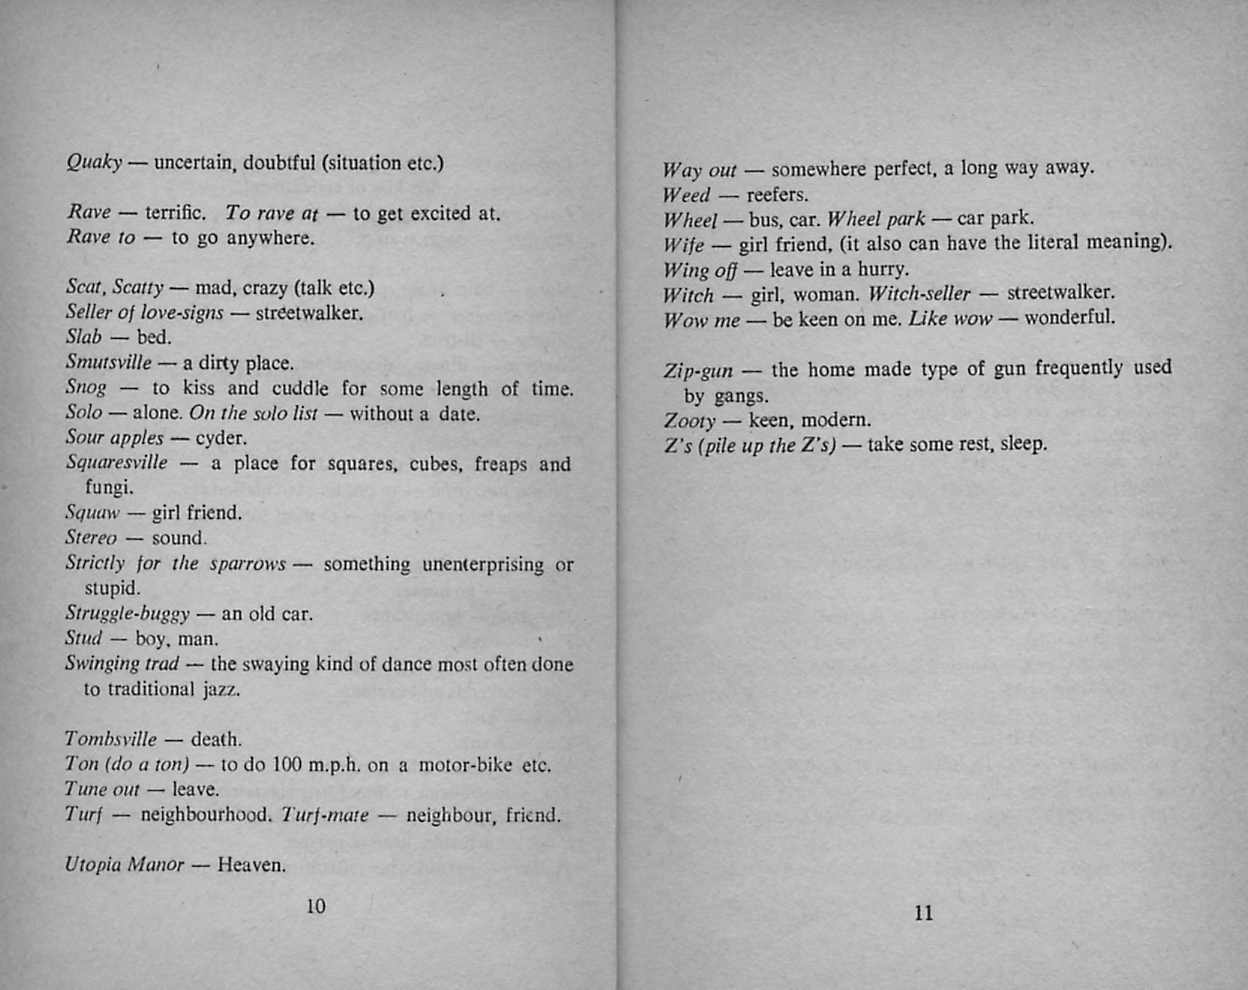 Quaky — uncertain, doubtful (situation etc.)
Rave — terrific. To rave at — to get excited at.
Rave to — to go anywhere.
Scat, Scatty — mad, crazy (talk etc.)
Seller of love-signs — streetwalker.
Slab — bed.
Smutsville — a dirty place.
Snog — to kiss and cuddle for some length of time.
Solo — alone. On the solo list — without a date.
Sour apples — cyder.
Squaresville — a place for squares, cubes, freaps and
fungi.
Squaw — girl friend.
Stereo — sound.
Strictly for the sparrows — something unenterprising or
stupid.
Struggle-buggy — an old car.
Stud — boy, man.
Swinging trad — the swaying kind of dance most often done
to traditional jazz.
Tombsville — death.
Ton (do a ton) — to do 100 m.p.h. on a motor-bike etc.
Tune out — leave.
Turf — neighbourhood. Turf-mate — neighbour, friend.
Utopia Manor — Heaven.
10
Way out — somewhere perfect, a long way away.
Weed — reefers.
Wheel — bus, car. Wheel park — car park.
Wife — girl friend, (it also can have the literal meaning).
Wing off — leave in a hurry.
Witch — girl, woman. Witch-seller — streetwalker.
Wow me — be keen on me. Like wow — wonderful.
Zip-gun — the home made type of gun frequently used
by gangs.
Zooty — keen, modern.
Z's (pile up the Z's) — take some rest, sleep.
11